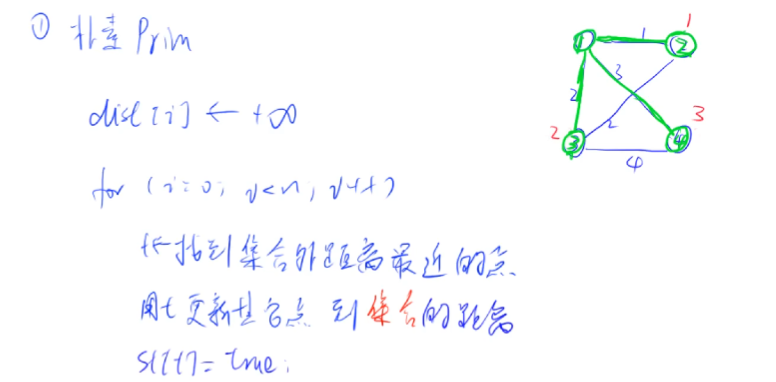 ① 朴素 Prim
dist[i] ← +∞
for (i=0; i<n; i++)
t← 找到集合外距离最近的点
用t更新其它点 到 集合的距离
s[t]=true;
1
① 1 ②
2 3
2 ③ 2 ④ 3
4